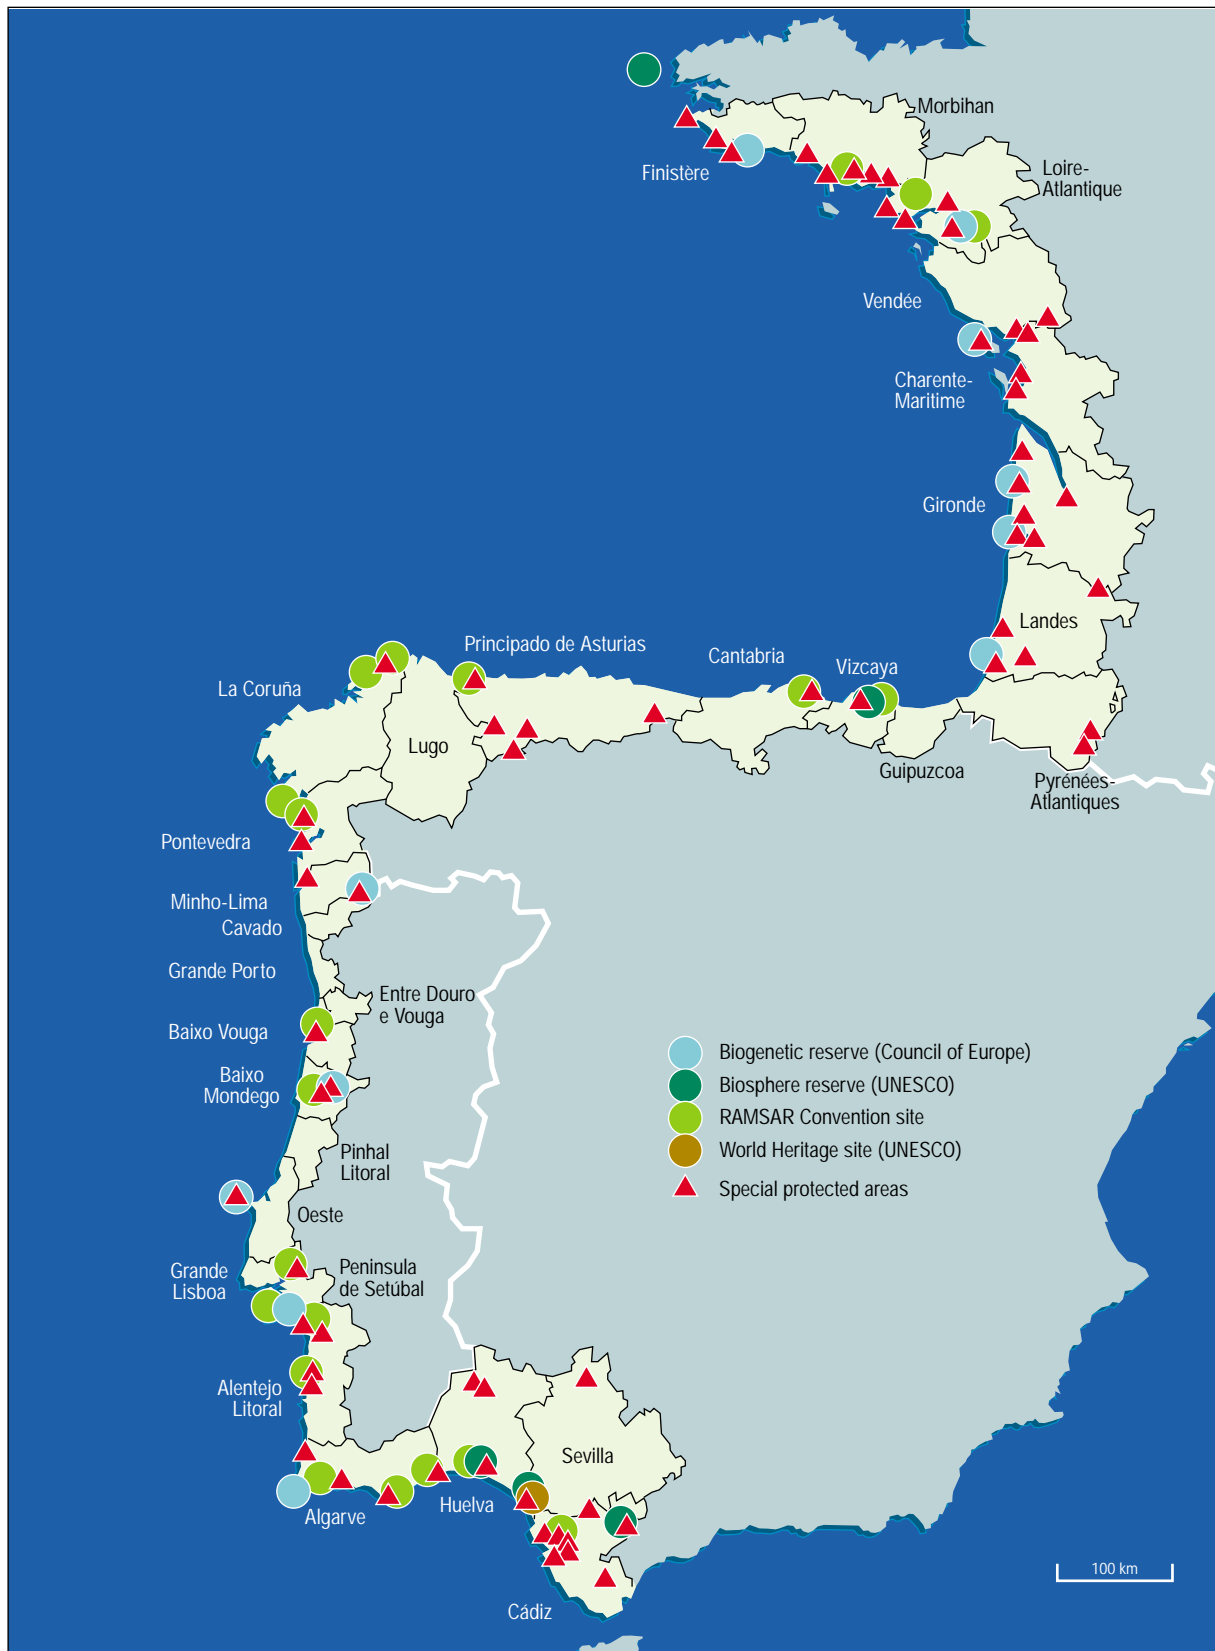 Morbihan
Finistère
Loire-
Atlantique
Vendée
Charente-
Maritime
Gironde
Landes
Principado de Asturias
Cantabria
Vizcaya
La Coruña
Lugo
Guipuzcoa
Pyrénées-
Atlantiques
Pontevedra
Minho-Lima
Cavado
Grande Porto
Entre Douro
e Vouga
Baixo Vouga
Baixo
Mondego
Pinhal
Litoral
Oeste
Grande
Lisboa
Peninsula
de Setúbal
Alentejo
Litoral
Algarve
Huelva
Sevilla
Cádiz
Biogenetic reserve (Council of Europe)
Biosphere reserve (UNESCO)
RAMSAR Convention site
World Heritage site (UNESCO)
Special protected areas
100 km